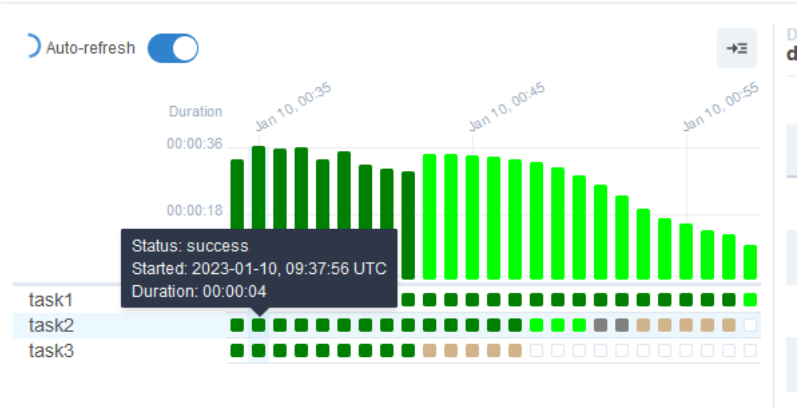 Auto-refresh
D
d
Jan 10, 00:35
Jan 10, 00:45
Jan 10, 00:55
Duration
00:00:36
00:00:18
Status: success
Started: 2023-01-10, 09:37:56 UTC
Duration: 00:00:04
task1
task2
task3